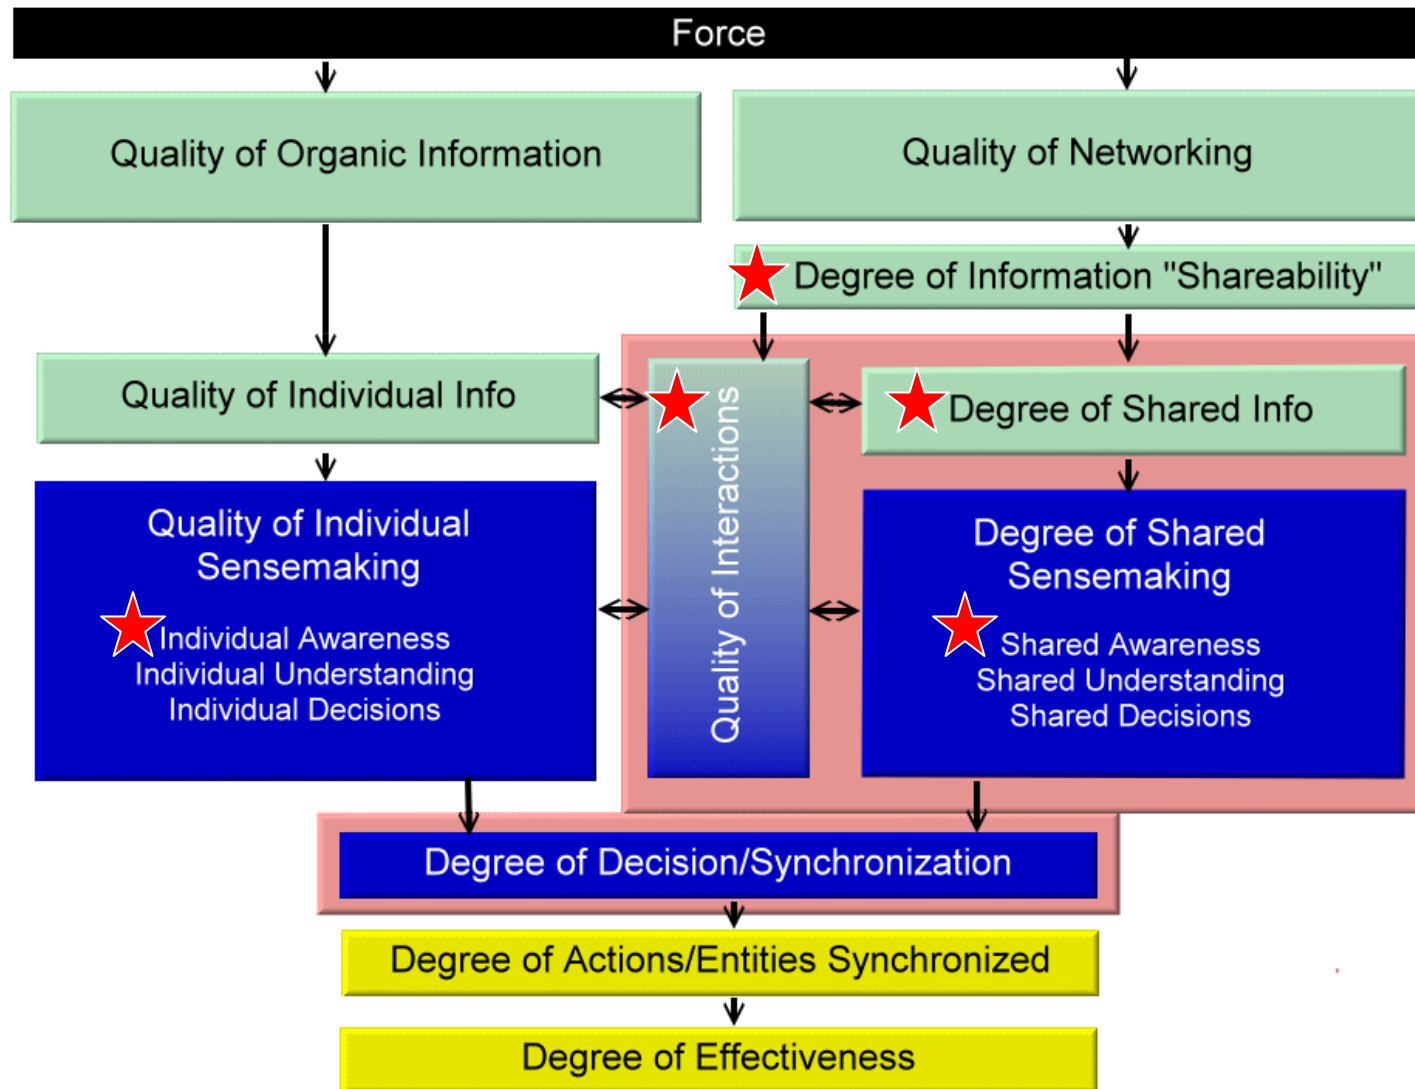 Force
Quality of Organic Information
Quality of Networking
Degree of Information "Shareability"
Quality of Individual Info
Quality of Interactions
Degree of Shared Info
Quality of Individual
Sensemaking
Individual Awareness
Individual Understanding
Individual Decisions
Degree of Shared
Sensemaking
Shared Awareness
Shared Understanding
Shared Decisions
Degree of Decision/Synchronization
Degree of Actions/Entities Synchronized
Degree of Effectiveness